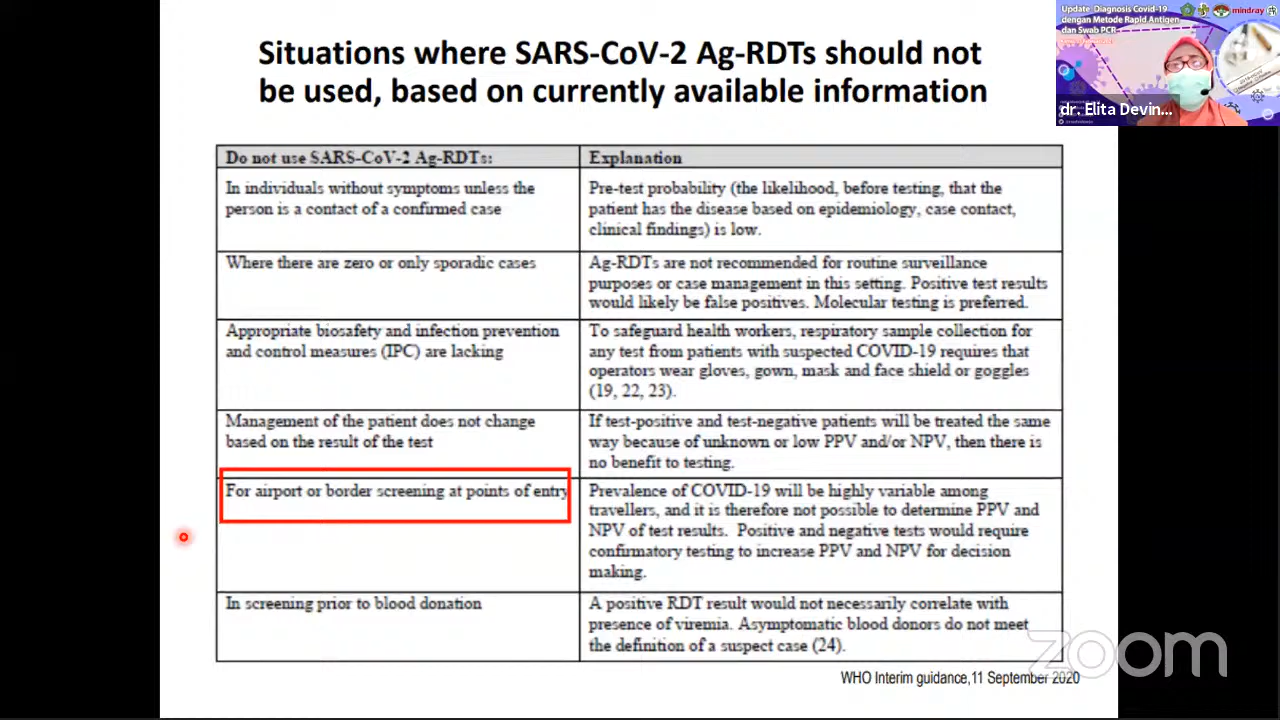 Situations where SARS-CoV-2 Ag-RDTs should not
be used, based on currently available information
Do not use SARS-CoV-2 Ag-RDTs:
Explanation
In individuals without symptoms unless the
person is a contact of a confirmed case
Pre-test probability (the likelihood, before testing, that the
patient has the disease based on epidemiology, case contact,
clinical findings) is low.
Where there are zero or only sporadic cases
Ag-RDTs are not recommended for routine surveillance
purposes or case management in this setting. Positive test results
would likely be false positives. Molecular testing is preferred.
Appropriate biosafety and infection prevention
and control measures (IPC) are lacking
To safeguard health workers, respiratory sample collection for
any test from patients with suspected COVID-19 requires that
operators wear gloves, gown, mask and face shield or goggles
(19, 22, 23).
Management of the patient does not change
based on the result of the test
If test-positive and test-negative patients will be treated the same
way because of unknown or low PPV and/or NPV, then there is
no benefit to testing.
For airport or border screening at points of entry
Prevalence of COVID-19 will be highly variable among
travellers, and it is therefore not possible to determine PPV and
NPV of test results. Positive and negative tests would require
confirmatory testing to increase PPV and NPV for decision
making.
In screening prior to blood donation
A positive RDT result would not necessarily correlate with
presence of viremia. Asymptomatic blood donors do not meet
the definition of a suspect case (24).
WHO Interim guidance,11 September 2020
zoom
Update Diagnosis Covid-19
dengan Metode Rapid Antigen
dan Swab PCR
mindray
dr. Elita Devin...